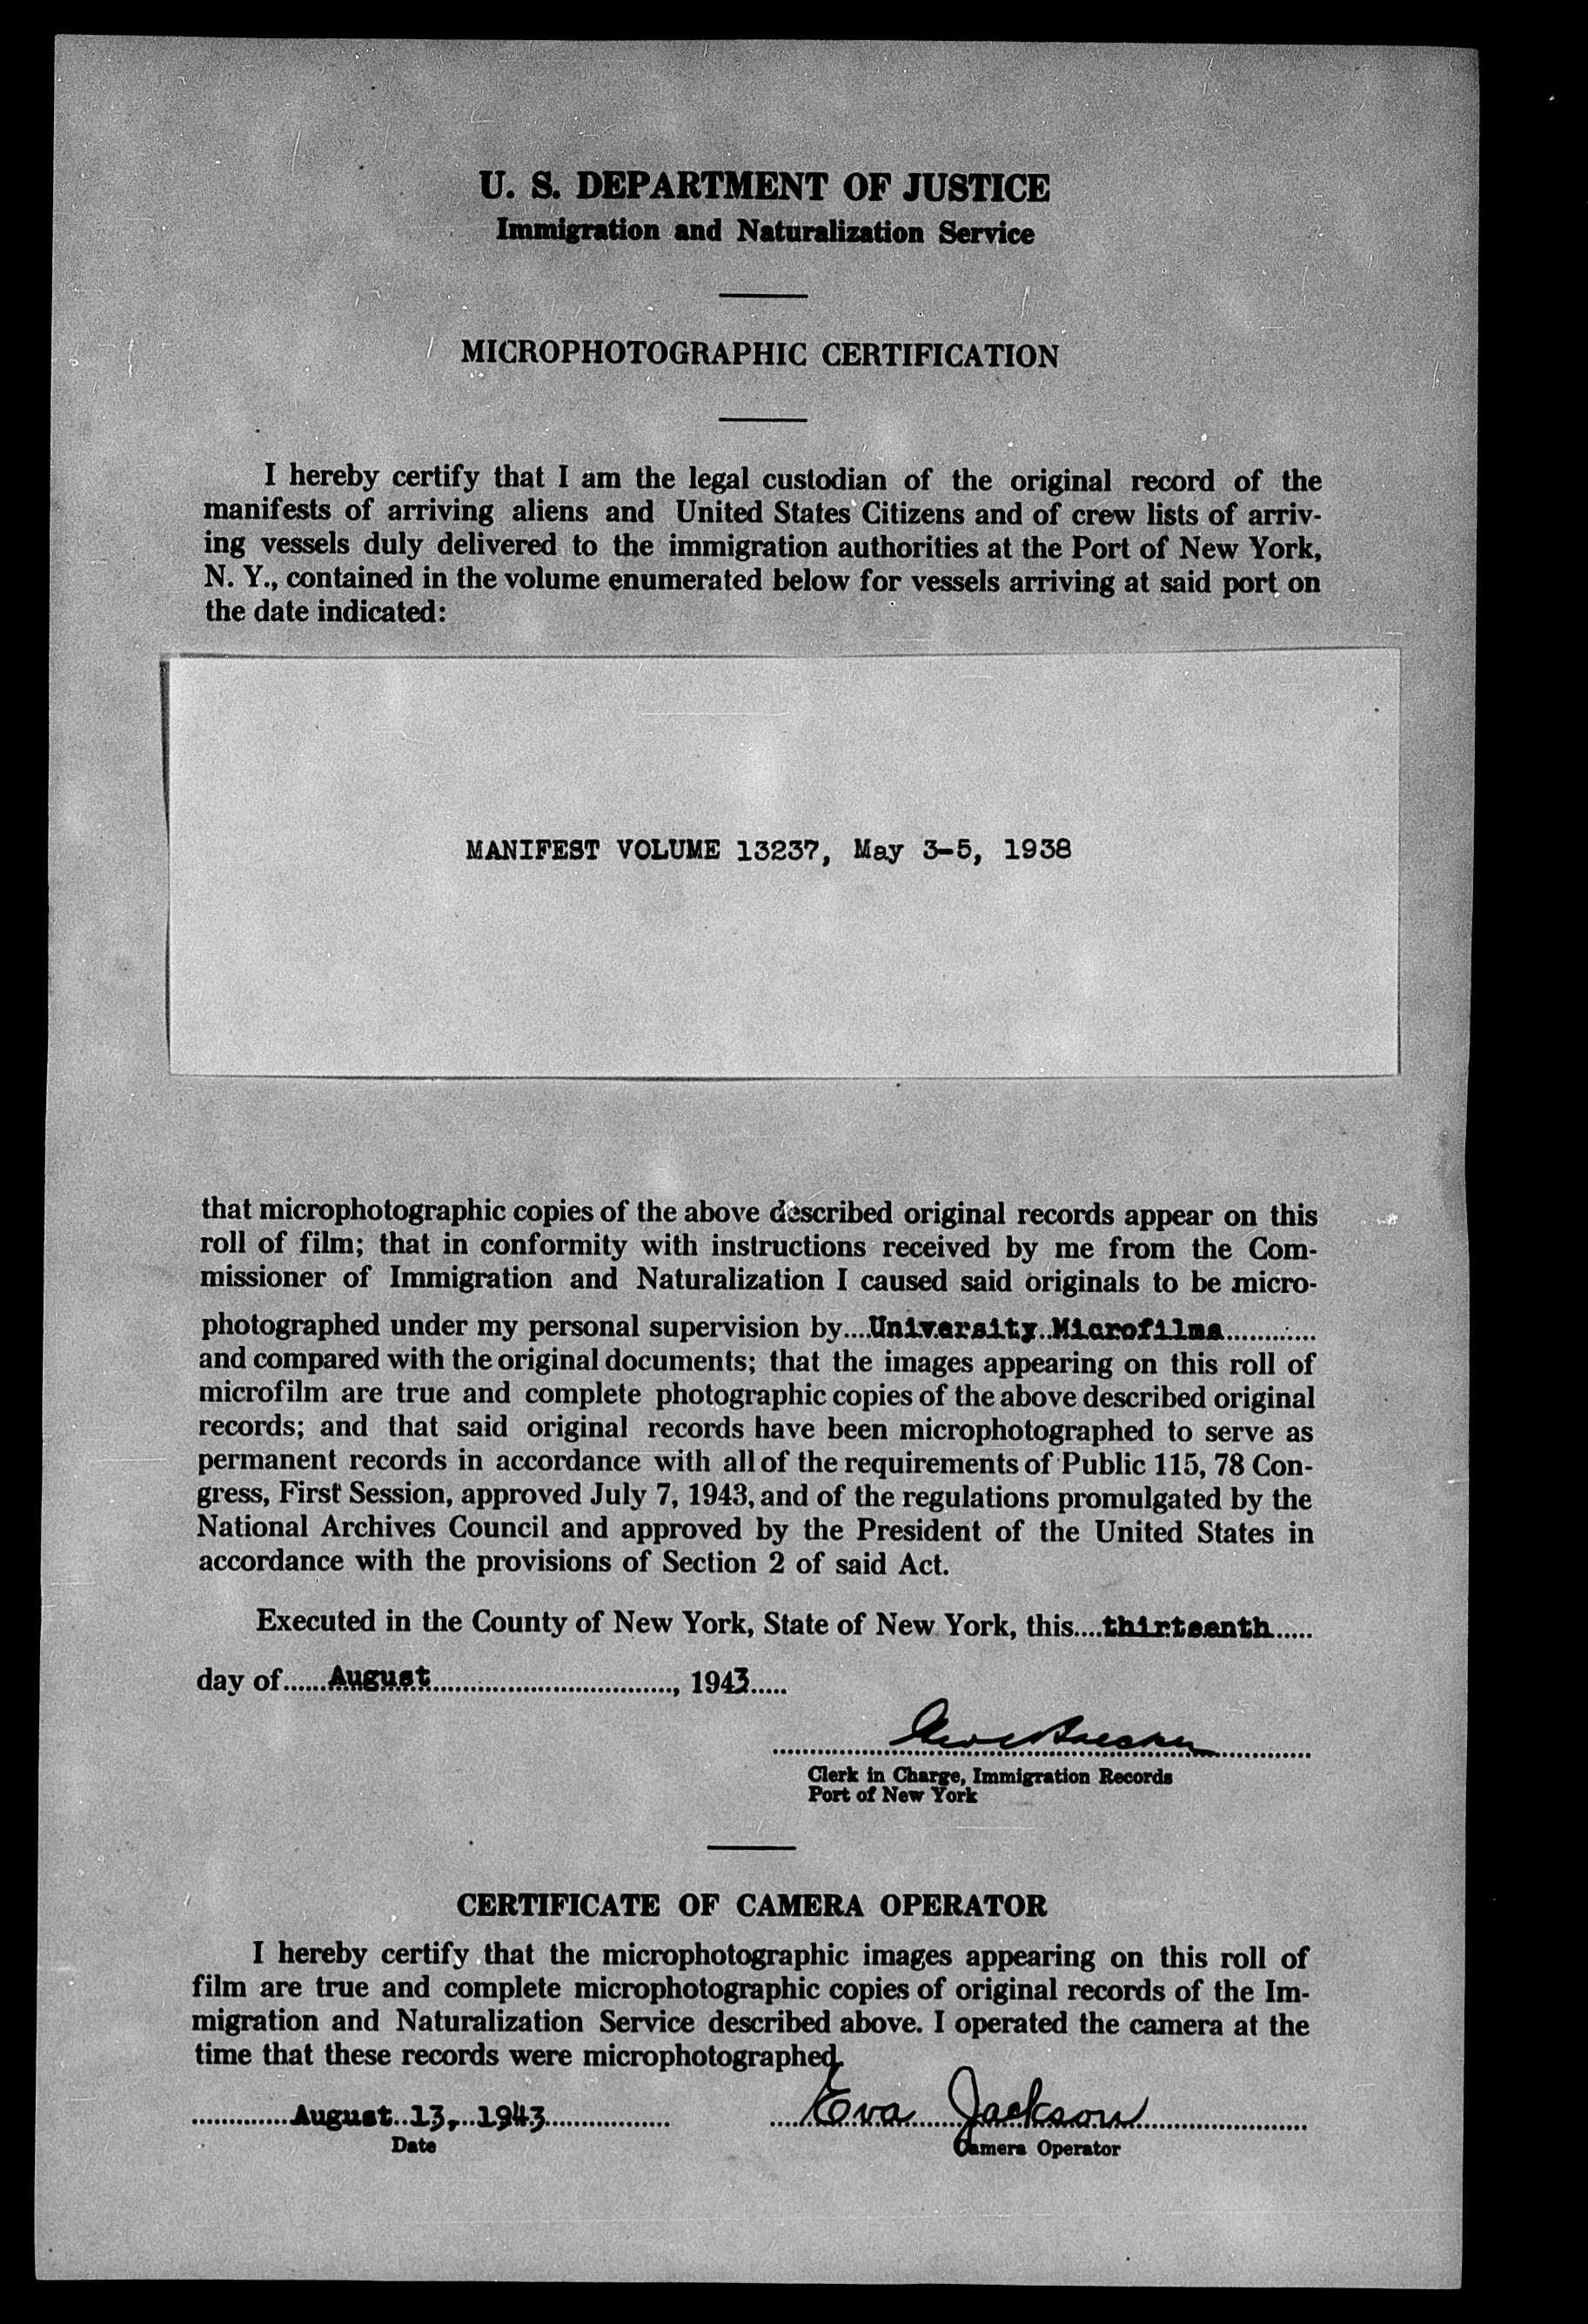 U. S. DEPARTMENT OF JUSTICE
Immigration and Naturalization Service
MICROPHOTOGRAPHIC CERTIFICATION
I hereby certify that I am the legal custodian of the original record of the
manifests of arriving aliens and United States Citizens and of crew lists of arriv-
ing vessels duly delivered to the immigration authorities at the Port of New York,
N. Y., contained in the volume enumerated below for vessels arriving at said port on
the date indicated:
MANIFEST VOLUME 13237, May 3-5, 1938
that microphotographic copies of the above described original records appear on this
roll of film; that in conformity with instructions received by me from the Com-
missioner of Immigration and Naturalization I caused said originals to be micro-
photographed under my personal supervision by....University Microfilms............
and compared with the original documents; that the images appearing on this roll of
microfilm are true and complete photographic copies of the above described original
records; and that said original records have been microphotographed to serve as
permanent records in accordance with all of the requirements of Public 115, 78 Con-
gress, First Session, approved July 7, 1943, and of the regulations promulgated by the
National Archives Council and approved by the President of the United States in
accordance with the provisions of Section 2 of said Act.
Executed in the County of New York, State of New York, this....thirteenth.....
day of......August......................................, 1943.....
Clerk in Charge, Immigration Records
Port of New York
CERTIFICATE OF CAMERA OPERATOR
I hereby certify that the microphotographic images appearing on this roll of
film are true and complete microphotographic copies of original records of the Im-
migration and Naturalization Service described above. I operated the camera at the
time that these records were microphotographed.
August 13, 1943 Eva Jackson
Date Camera Operator